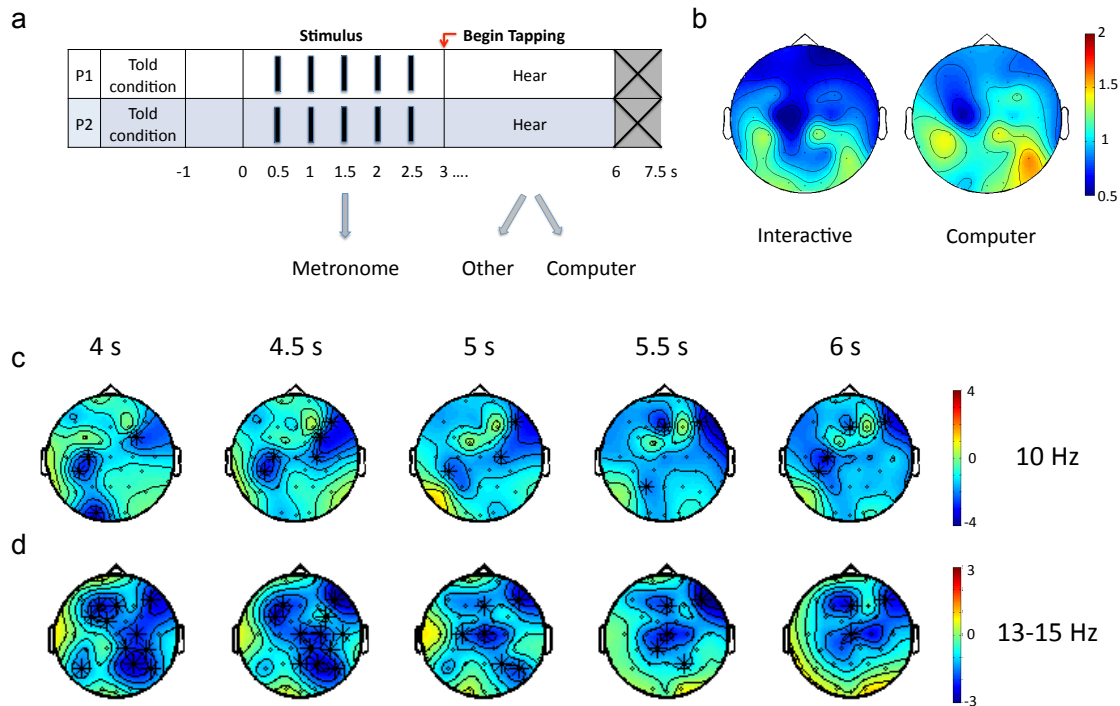 a
Stimulus
Begin Tapping
P1
Told condition
Hear
P2
Told condition
Hear
-1 0 0.5 1 1.5 2 2.5 3 .... 6 7.5 s
Metronome
Other
Computer
b
2
1.5
1
0.5
Interactive
Computer
c
4 s 4.5 s 5 s 5.5 s 6 s
4
0
-4
10 Hz
d
3
0
-3
13-15 Hz